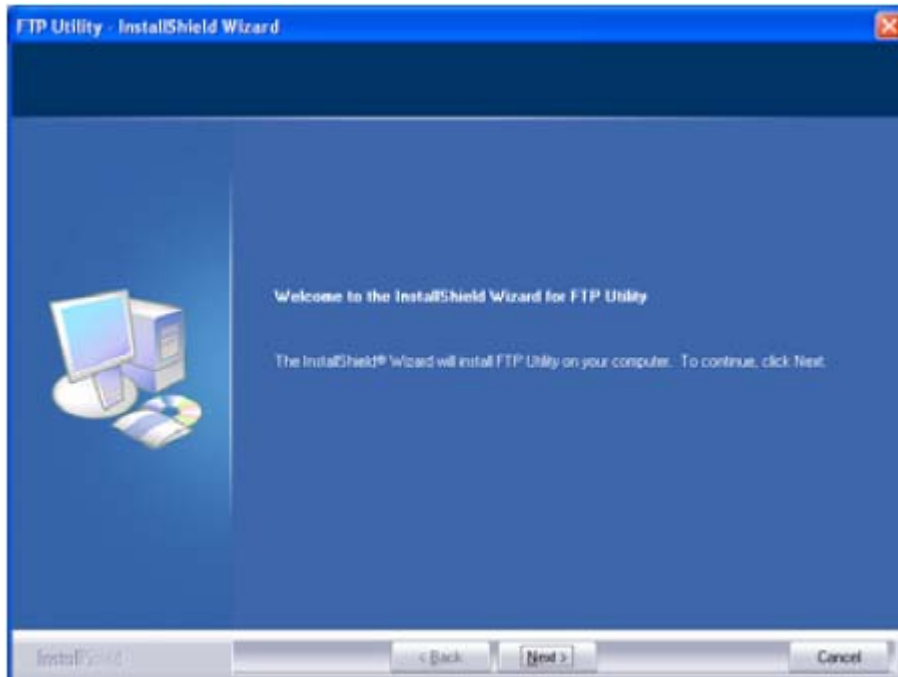 FTP Utility - InstallShield Wizard
Welcome to the InstallShield Wizard for FTP Utility
The InstallShield® Wizard will install FTP Utility on your computer. To continue, click Next.
InstallShield
< Back
Next >
Cancel